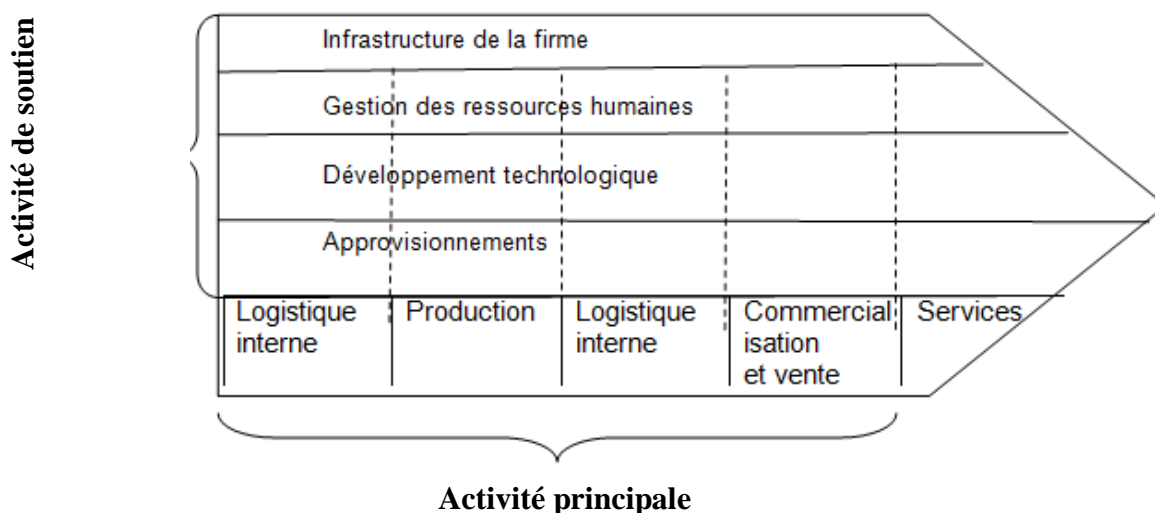 Activité de soutien
Infrastructure de la firme
Gestion des ressources humaines
Développement technologique
Approvisionnements
Logistique
interne
Production
Logistique
interne
Commercial
isation
et vente
Services
Activité principale